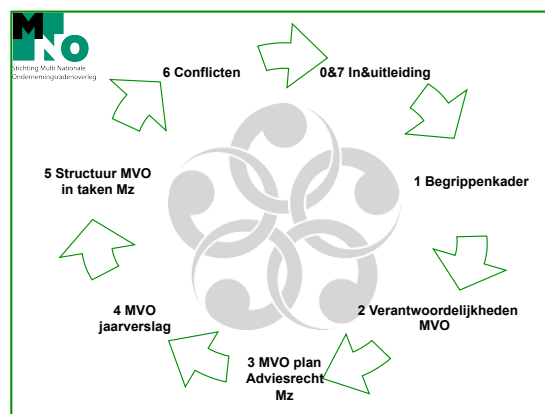 MNO
Stichting Multi Nationale
Ondernemingsradenoverleg
6 Conflicten
0&7 In&uitleiding
5 Structuur MVO
in taken Mz
1 Begrippenkader
4 MVO
jaarverslag
2 Verantwoordelijkheden
MVO
3 MVO plan
Adviesrecht
Mz